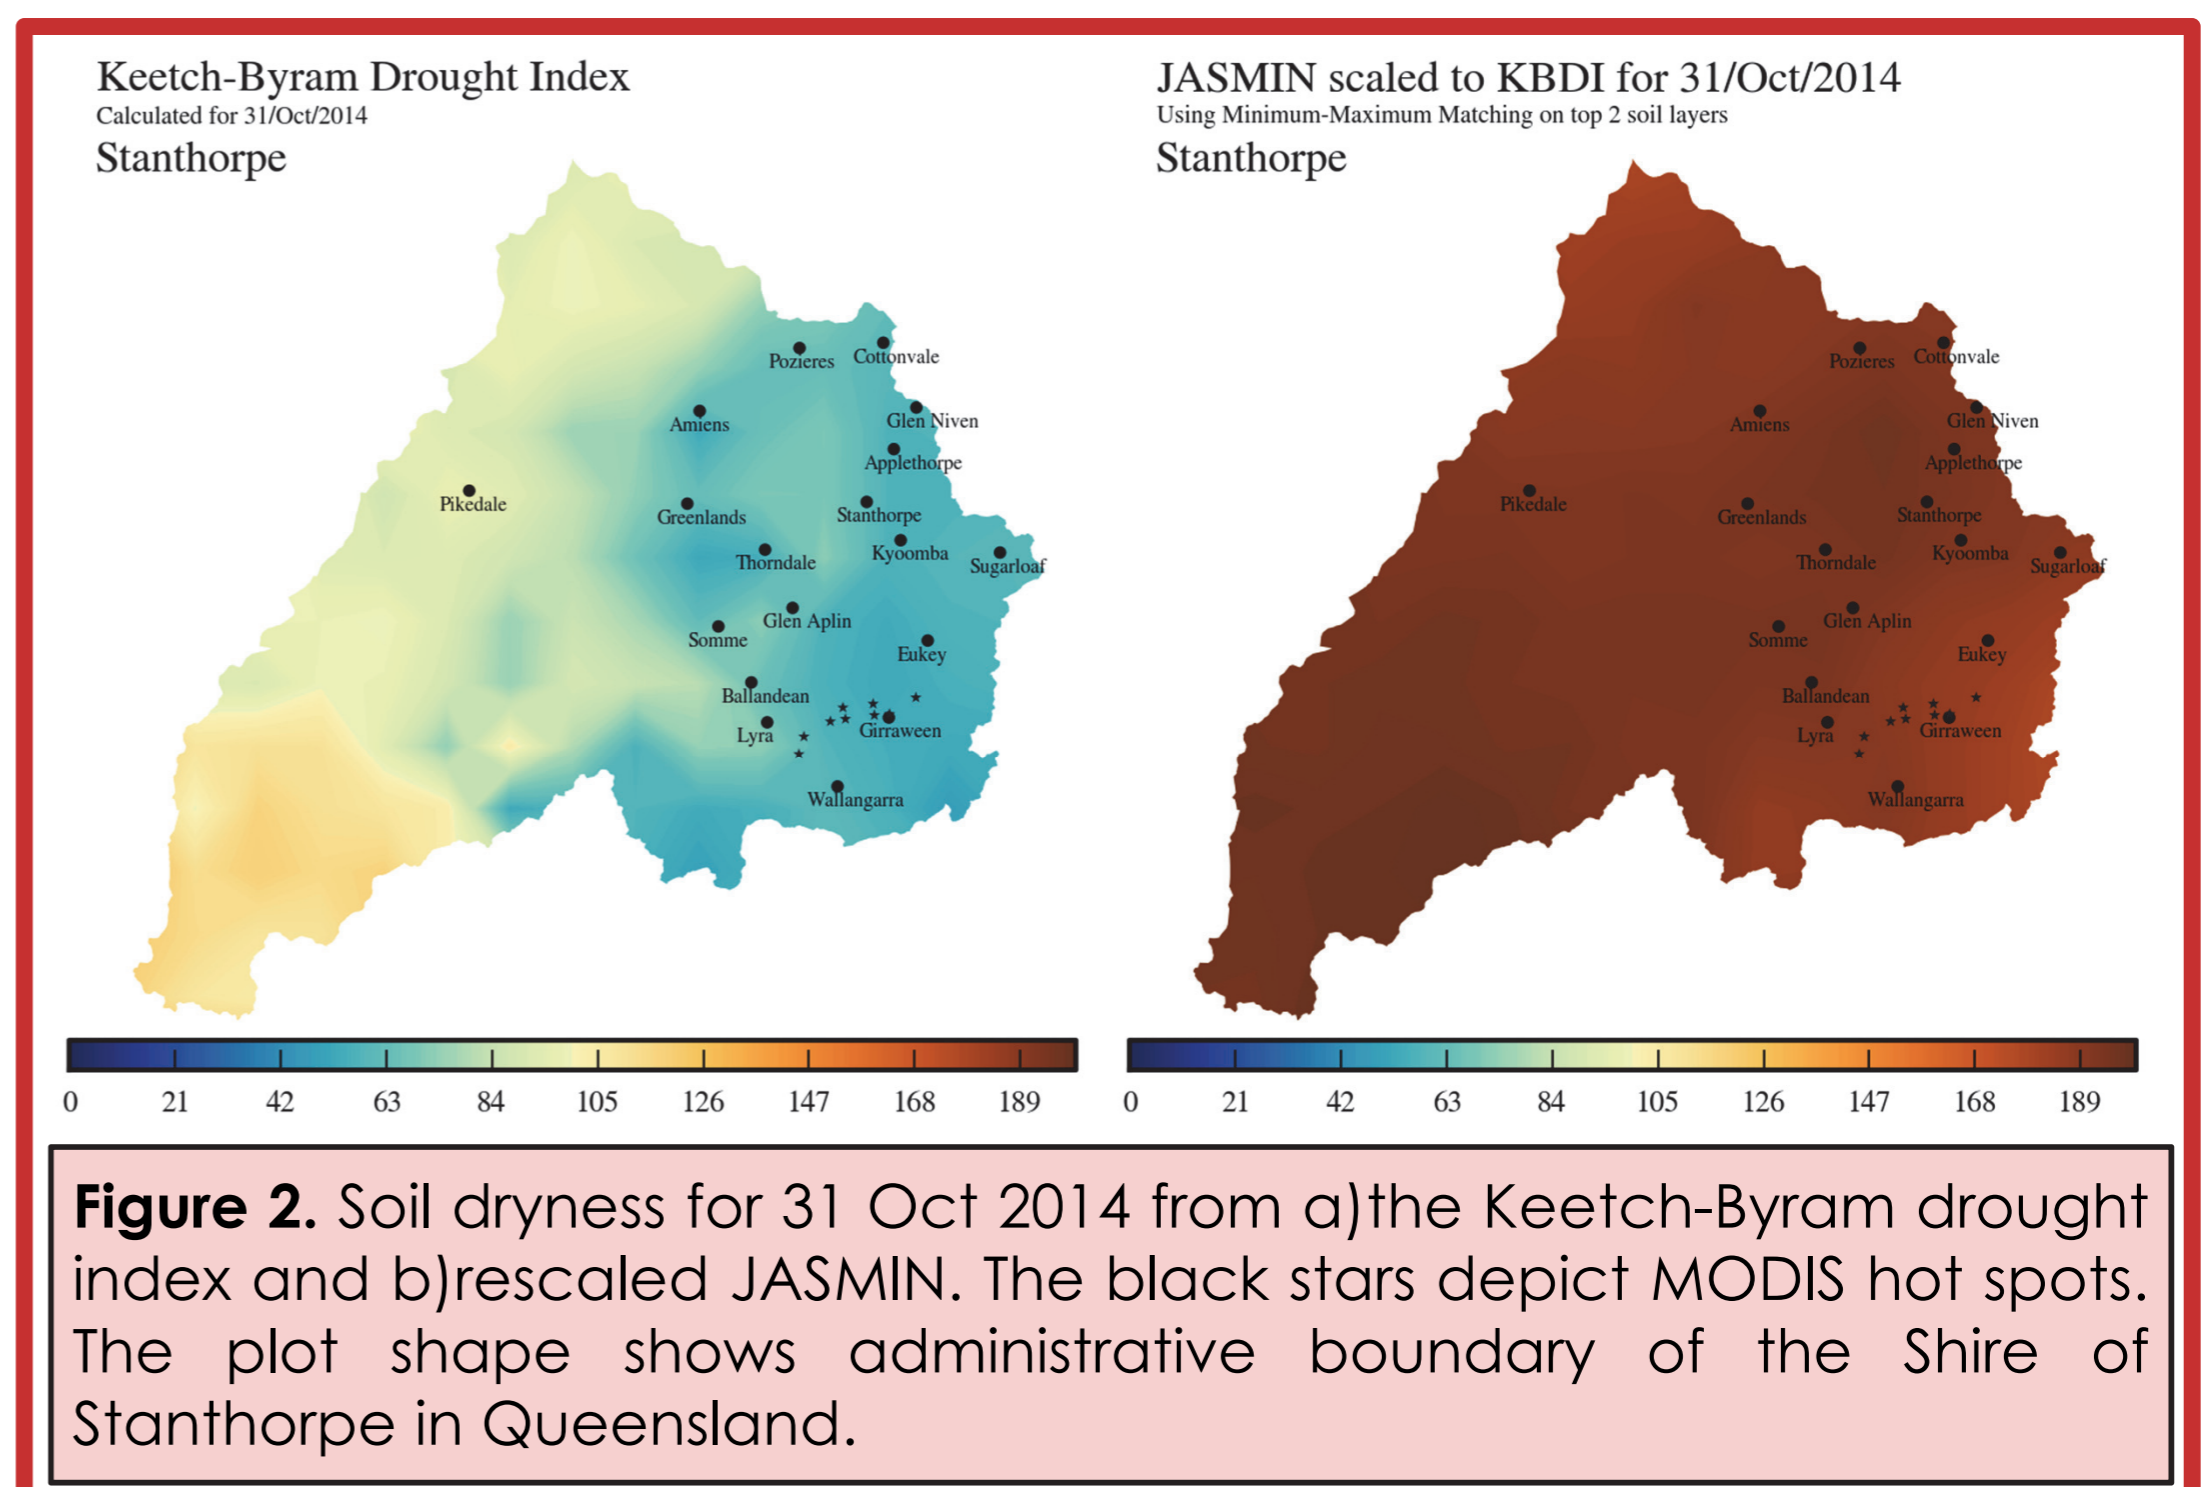 Keetch-Byram Drought Index
Calculated for 31/Oct/2014
Stanthorpe
Pozieres
Cottonvale
Amiens
Glen Niven
Applethorpe
Pikedale
Greenlands
Stanthorpe
Thorndale
Kyoomba
Sugarloaf
Glen Aplin
Somme
Eukey
Ballandean
Lyra
Girraween
Wallangarra
0 21 42 63 84 105 126 147 168 189
JASMIN scaled to KBDI for 31/Oct/2014
Using Minimum-Maximum Matching on top 2 soil layers
Stanthorpe
Pozieres
Cottonvale
Amiens
Glen Niven
Applethorpe
Pikedale
Greenlands
Stanthorpe
Thorndale
Kyoomba
Sugarloaf
Glen Aplin
Somme
Eukey
Ballandean
Lyra
Girraween
Wallangarra
0 21 42 63 84 105 126 147 168 189
Figure 2. Soil dryness for 31 Oct 2014 from a)the Keetch-Byram drought
index and b)rescaled JASMIN. The black stars depict MODIS hot spots.
The plot shape shows administrative boundary of the Shire of
Stanthorpe in Queensland.